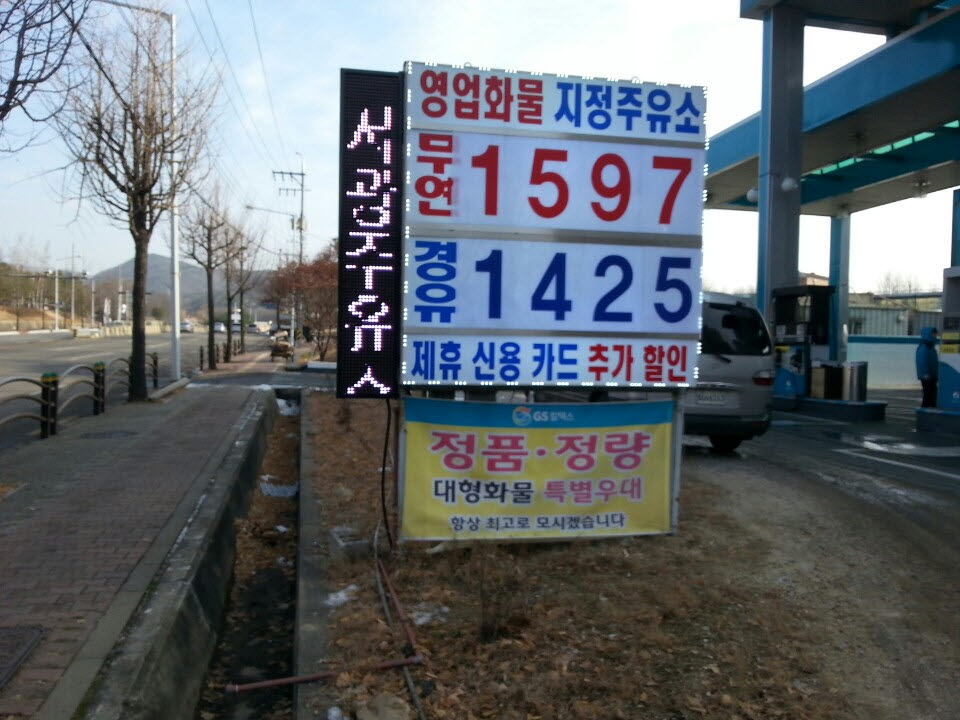 서광주유소
영업화물 지정주유소
무연 1597
경유 1425
제휴 신용 카드 추가 할인
GS칼텍스
정품·정량
대형화물 특별우대
항상 최고로 모시겠습니다